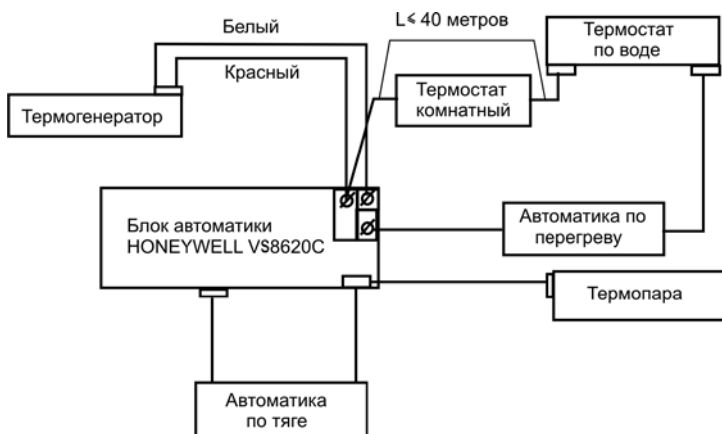 Белый
L ⩽ 40 метров
Термостат
по воде
Красный
Термостат
комнатный
Термогенератор
Блок автоматики
HONEYWELL VS8620C
Автоматика по
перегреву
Термопара
Автоматика
по тяге